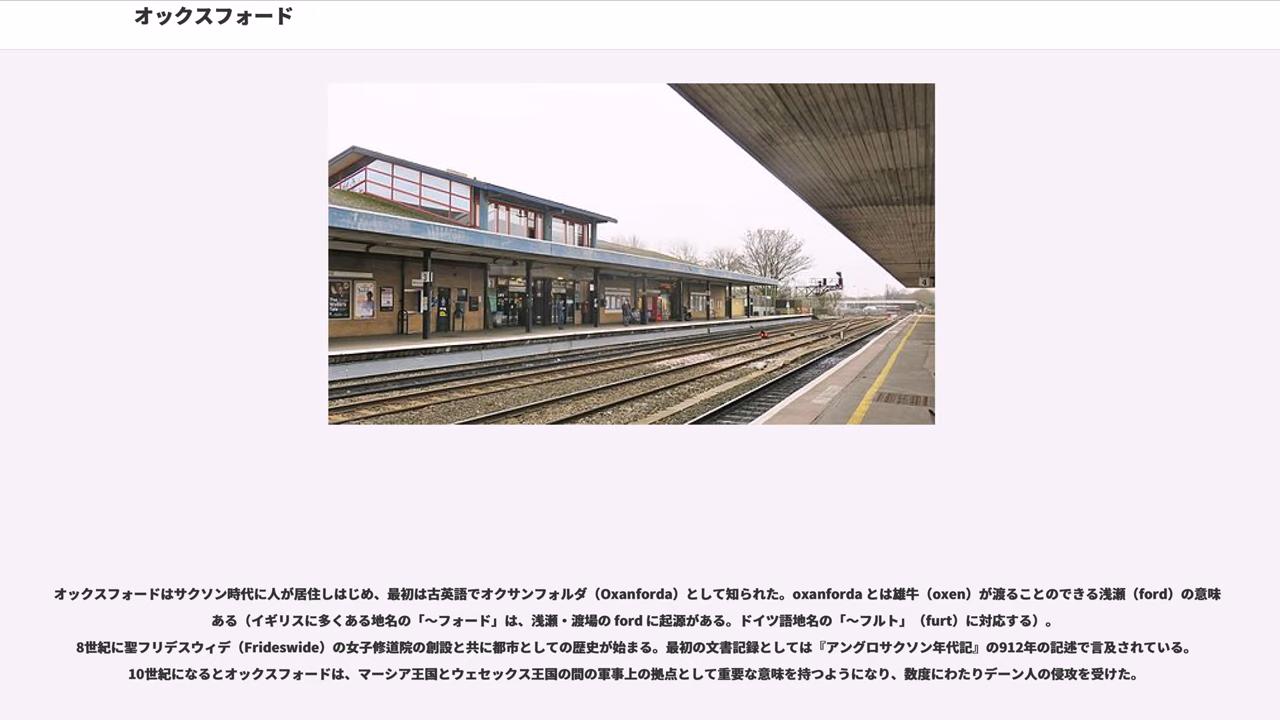 オックスフォード
オックスフォードはサクソン時代に人が居住しはじめ、最初は古英語でオクサンフォルダ（Oxanforda）として知られた。oxanforda とは雄牛（oxen）が渡ることのできる浅瀬（ford）の意味
ある（イギリスに多くある地名の「〜フォード」は、浅瀬・渡場の ford に起源がある。ドイツ語地名の「〜フルト」（furt）に対応する）。
8世紀に聖フリデスウィデ（Frideswide）の女子修道院の創設と共に都市としての歴史が始まる。最初の文書記録としては『アングロサクソン年代記』の912年の記述で言及されている。
10世紀になるとオックスフォードは、マーシア王国とウェセックス王国の間の軍事上の拠点として重要な意味を持つようになり、数度にわたりデーン人の侵攻を受けた。